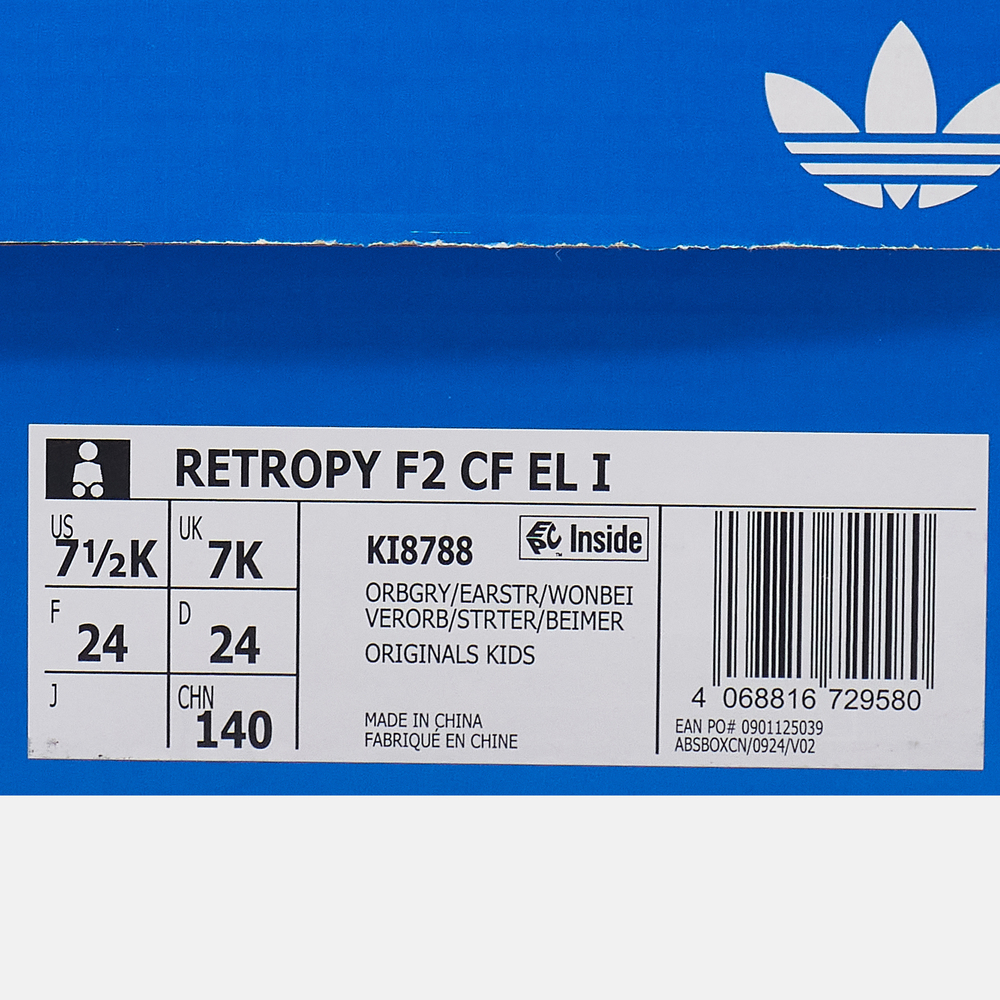 RETROPY F2 CF EL I
US
7½K
UK
7K
F
24
D
24
J
CHN
140
KI8788
EPC Inside
™
ORBGRY/EARSTR/WONBEI
VERORB/STRTER/BEIMER
ORIGINALS KIDS
MADE IN CHINA
FABRIQUÉ EN CHINE
4 068816 729580
EAN PO# 0901125039
ABSBOXCN/0924/V02